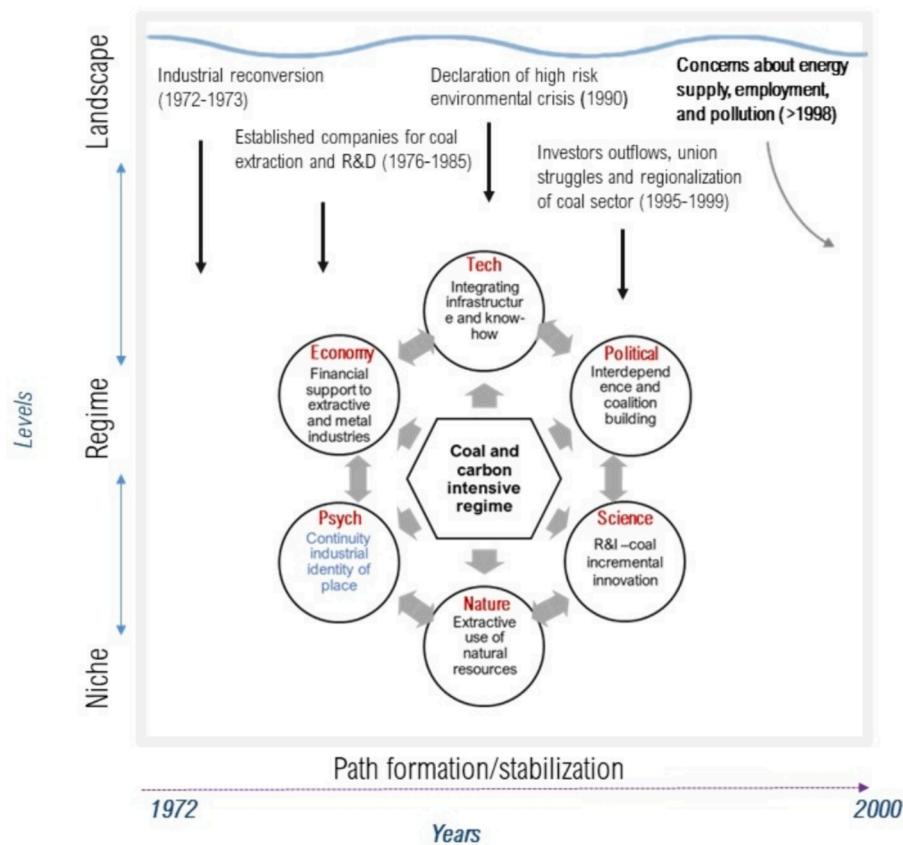 Landscape
Regime
Niche
Levels
Industrial reconversion
(1972-1973)
Established companies for coal
extraction and R&D (1976-1985)
Declaration of high risk
environmental crisis (1990)
Investors outflows, union
struggles and regionalization
of coal sector (1995-1999)
Concerns about energy
supply, employment,
and pollution (>1998)
Tech
Integrating
infrastructur
e and know-
how
Economy
Financial
support to
extractive
and metal
industries
Political
Interdepend
ence and
coalition
building
Coal and
carbon
intensive
regime
Psych
Continuity
industrial
identity of
place
Science
R&I –coal
incremental
innovation
Nature
Extractive
use of
natural
resources
Path formation/stabilization
1972
2000
Years